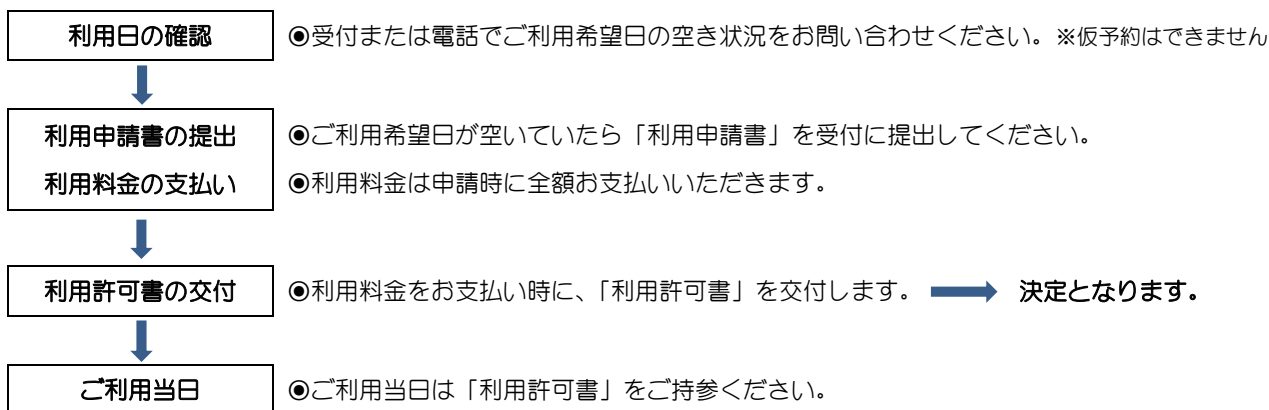 利用日の確認 ◉受付または電話でご利用希望日の空き状況をお問い合わせください。※仮予約はできません
利用申請書の提出 ◉ご利用希望日が空いていたら「利用申請書」を受付に提出してください。
利用料金の支払い ◉利用料金は申請時に全額お支払いいただきます。
利用許可書の交付 ◉利用料金をお支払い時に、「利用許可書」を交付します。 決定となります。
ご利用当日 ◉ご利用当日は「利用許可書」をご持参ください。